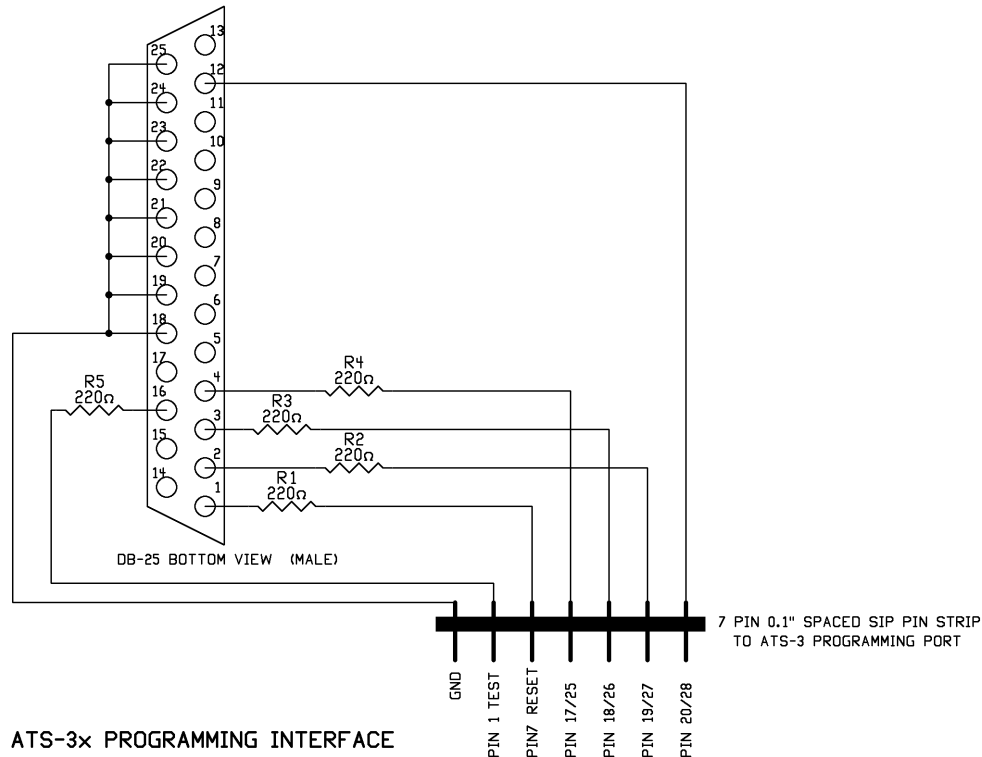 13
25
12
24
11
23
10
22
9
21
8
20
7
19
6
18
5
17
R4
220Ω
4
R5
220Ω
16
R3
220Ω
3
15
R2
220Ω
2
14
R1
220Ω
1
DB-25 BOTTOM VIEW (MALE)
7 PIN 0.1" SPACED SIP PIN STRIP
TO ATS-3 PROGRAMMING PORT
GND
PIN 1 TEST
PIN7 RESET
PIN 17/25
PIN 18/26
PIN 19/27
PIN 20/28
ATS-3x PROGRAMMING INTERFACE